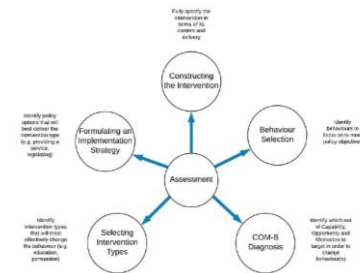 Fully specify the
intervention in
terms of its
content and
delivery
Constructing
the Intervention
Identify policy
options that will
best deliver the
intervention type
(e.g. providing a
service,
legislating)
Formulating an
Implementation
Strategy
Behaviour
Selection
Identify
behaviours to
focus on to meet
policy objectives
Assessment
Identify
intervention types
that will most
effectively change
the behaviour (e.g.
education,
persuasion)
Selecting
Intervention
Types
COM-B
Diagnosis
Identify which out
of Capability,
Opportunity and
Motivation to
target in order to
change
behaviour(s)